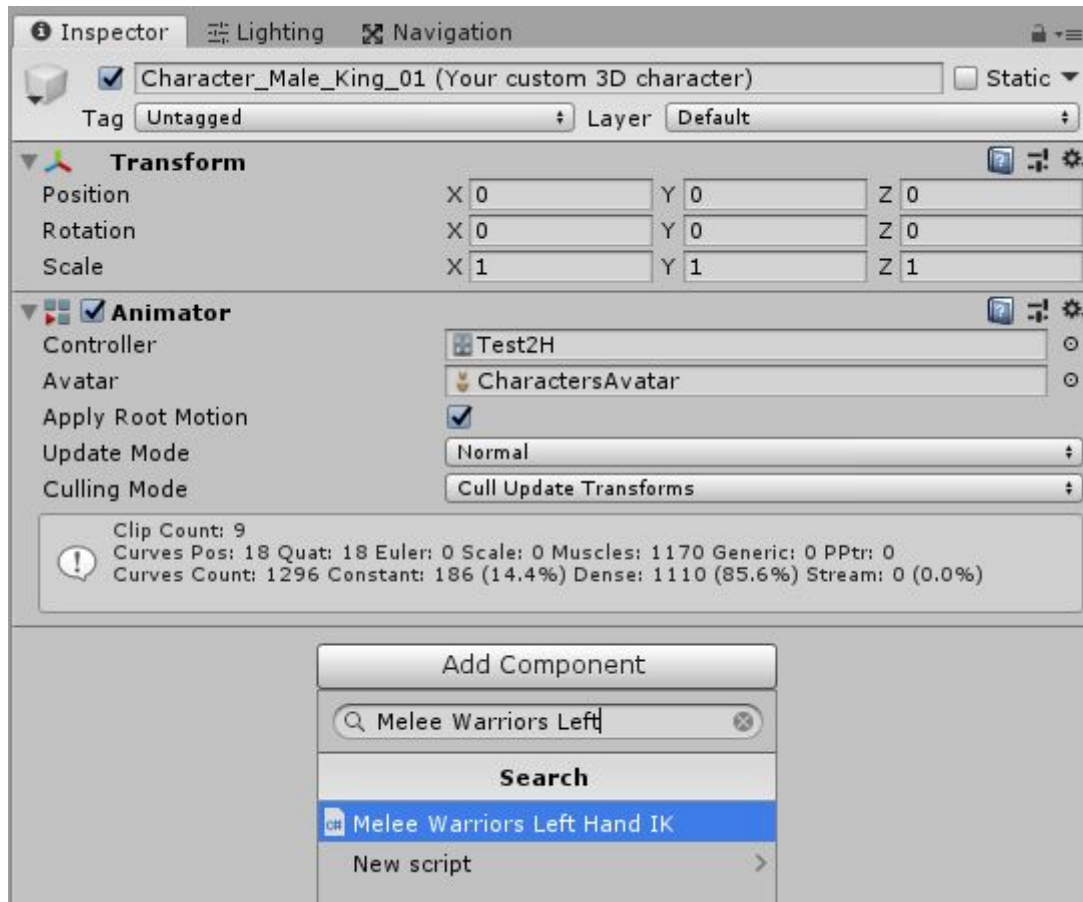 Inspector Lighting Navigation
Character_Male_King_01 (Your custom 3D character) Static
Tag Untagged Layer Default
Transform
Position X 0 Y 0 Z 0
Rotation X 0 Y 0 Z 0
Scale X 1 Y 1 Z 1
Animator
Controller Test2H
Avatar CharactersAvatar
Apply Root Motion
Update Mode Normal
Culling Mode Cull Update Transforms
Clip Count: 9
Curves Pos: 18 Quat: 18 Euler: 0 Scale: 0 Muscles: 1170 Generic: 0 PPtr: 0
Curves Count: 1296 Constant: 186 (14.4%) Dense: 1110 (85.6%) Stream: 0 (0.0%)
Add Component
Melee Warriors Left
Search
c# Melee Warriors Left Hand IK
New script